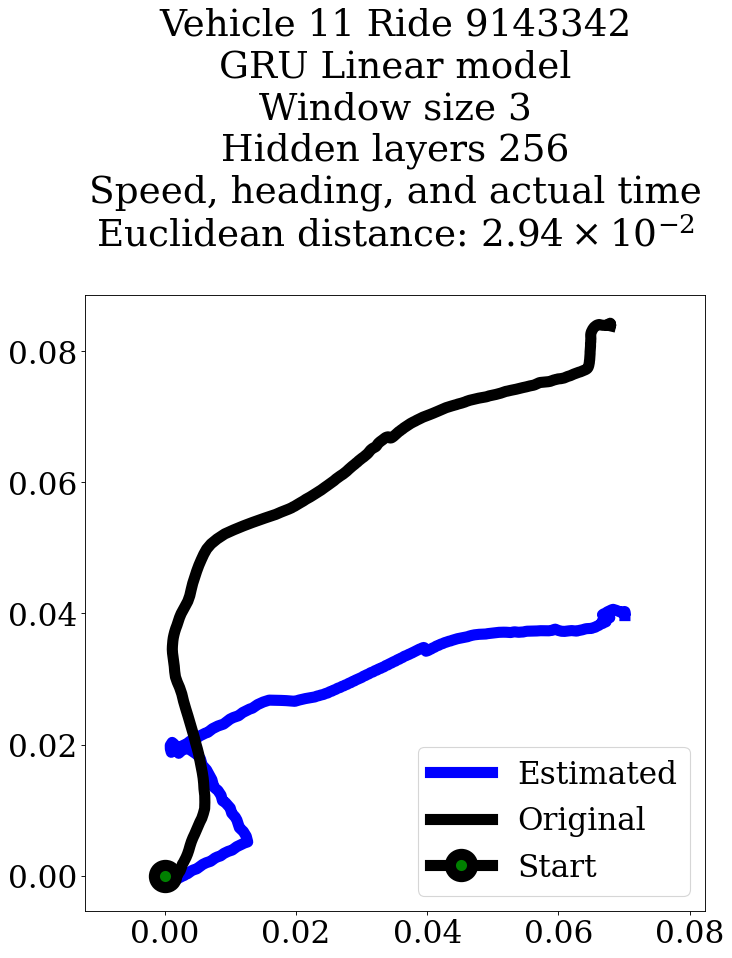 Vehicle 11 Ride 9143342
GRU Linear model
Window size 3
Hidden layers 256
Speed, heading, and actual time
Euclidean distance: 2.94 × 10⁻²
0.08
0.06
0.04
0.02
0.00
Estimated
Original
Start
0.00 0.02 0.04 0.06 0.08